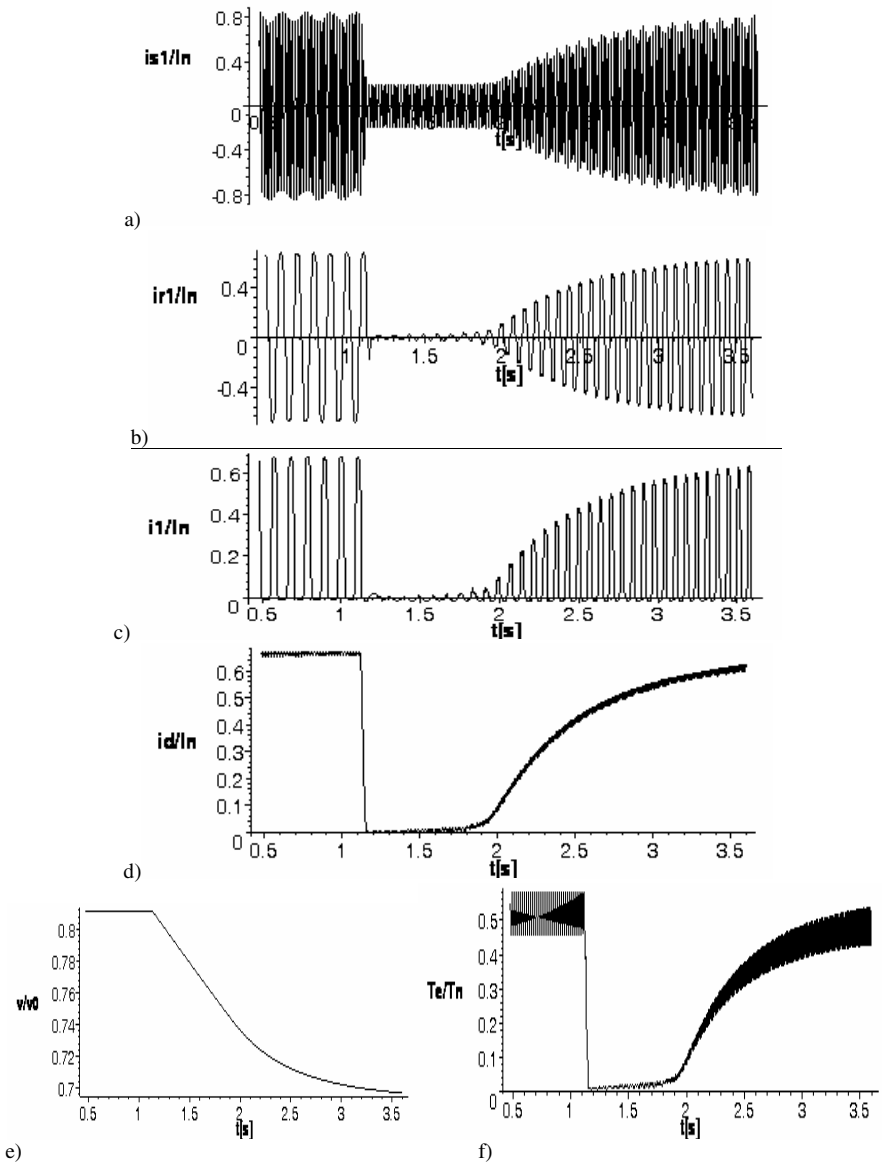 is1/In
0.8
0.4
0
-0.4
-0.8
t[s]
a)
ir1/In
0.4
0
-0.4
1 1.5 2 2.5 3 3.5
t[s]
b)
i1/In
0.6
0.4
0.2
0
0.5 1 1.5 2 2.5 3 3.5
t[s]
c)
id/In
0.6
0.5
0.4
0.3
0.2
0.1
0
0.5 1 1.5 2 2.5 3 3.5
t[s]
d)
v/v0
0.8
0.78
0.76
0.74
0.72
0.7
0.5 1 1.5 2 2.5 3 3.5
t[s]
e)
Te/Tn
0.5
0.4
0.3
0.2
0.1
0
0.5 1 1.5 2 2.5 3 3.5
t[s]
f)